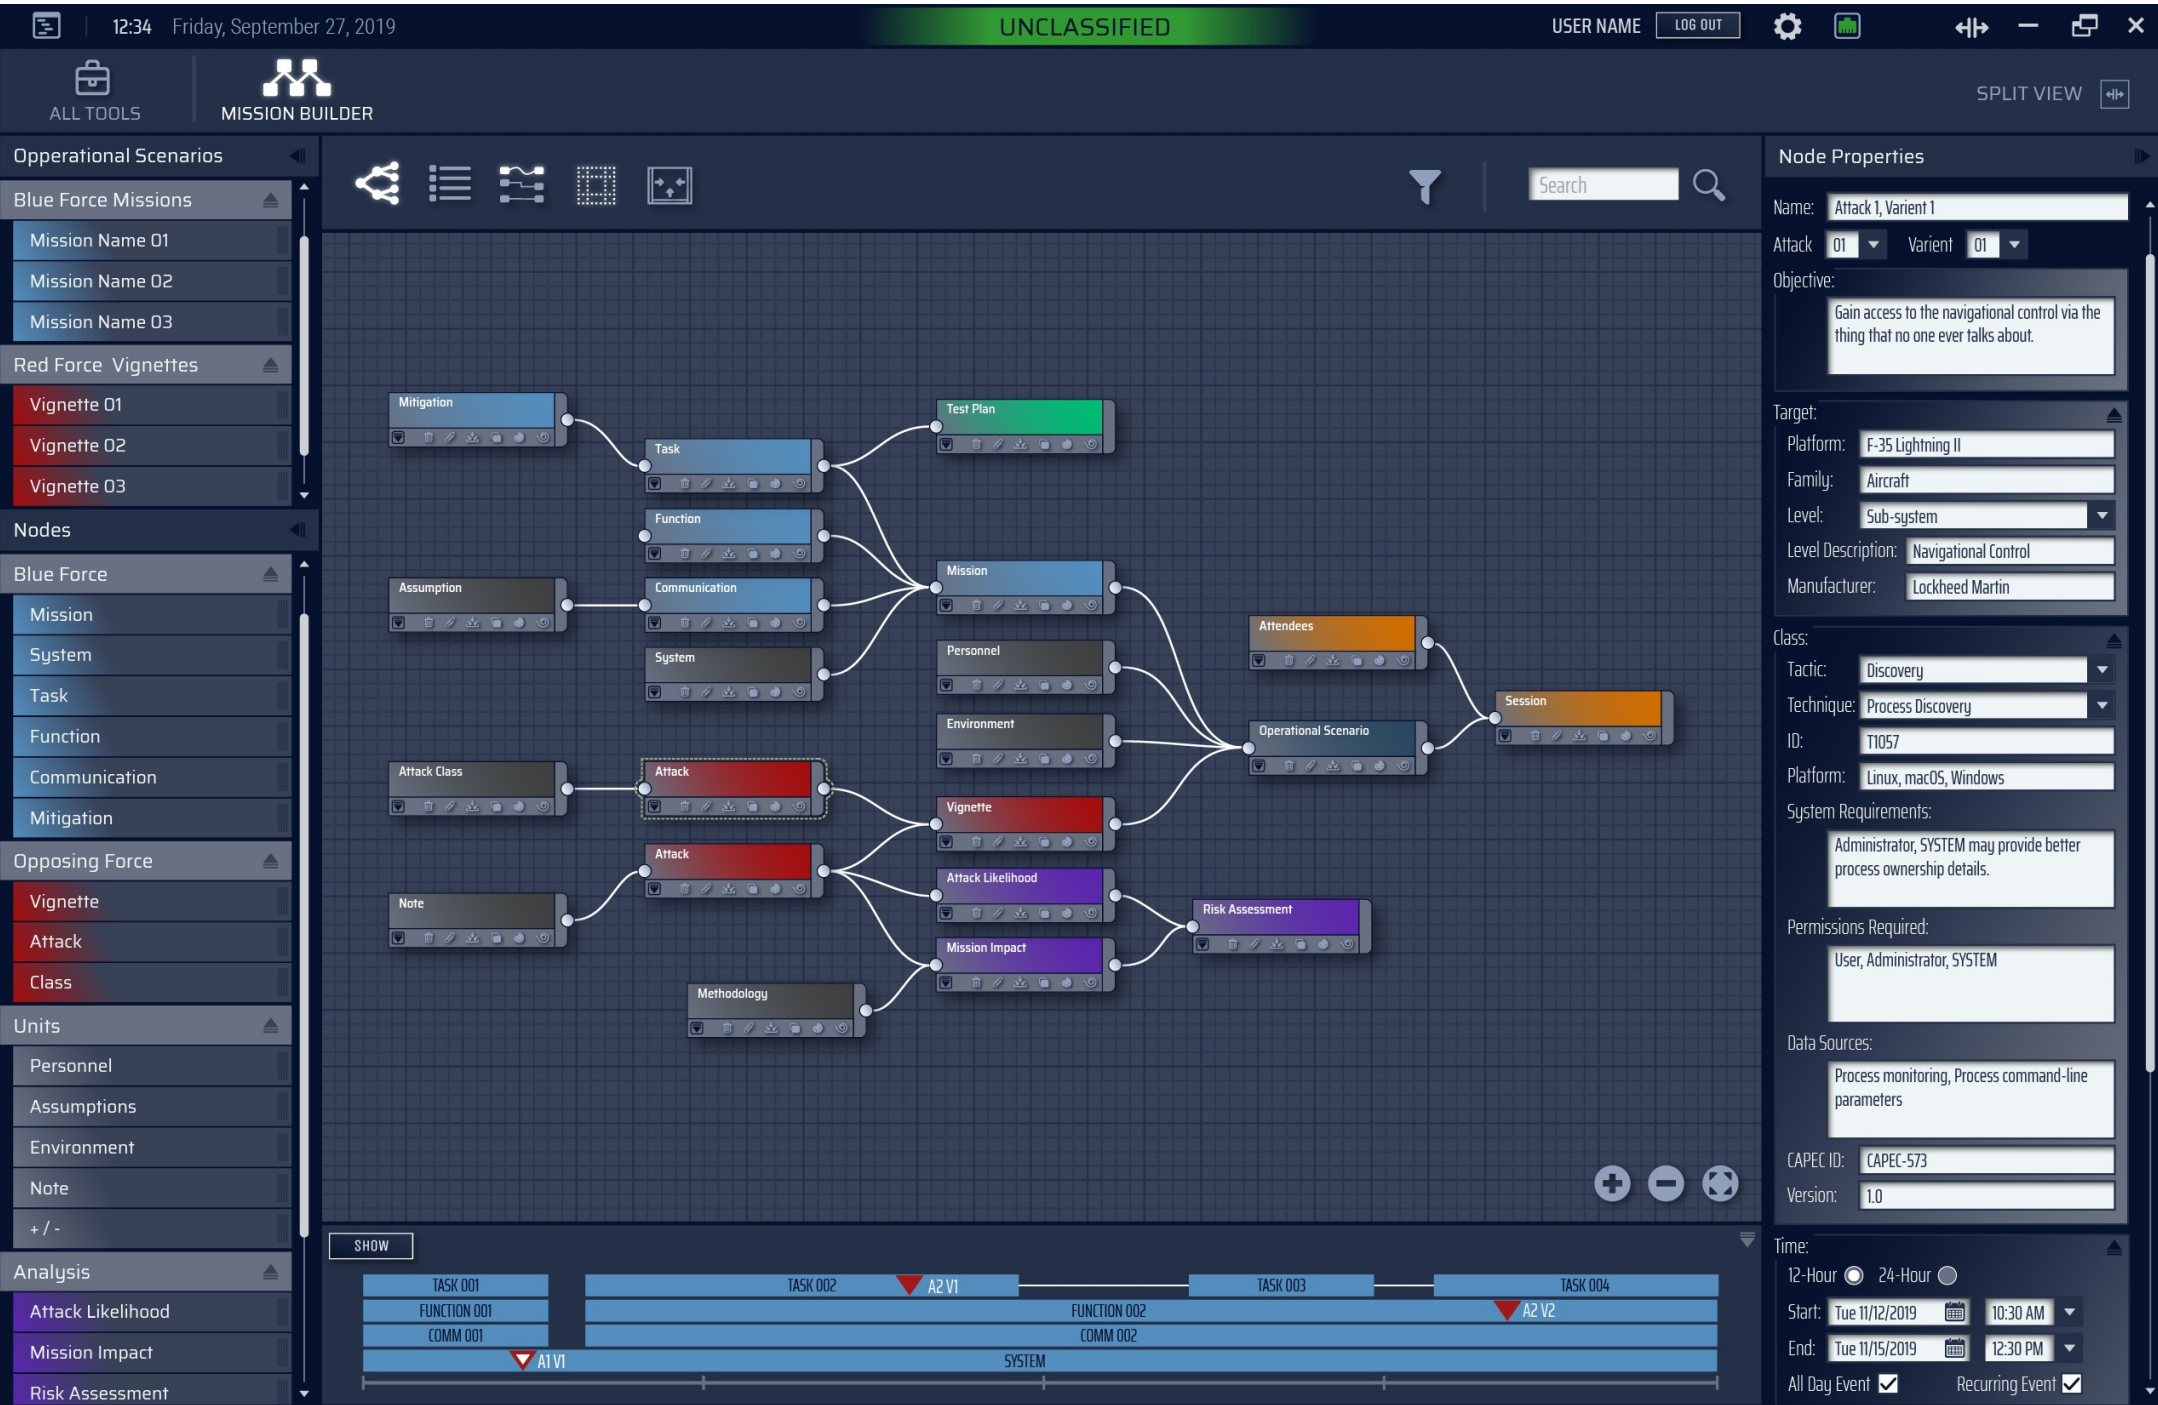 12:34 Friday, September 27, 2019
UNCLASSIFIED
USER NAME LOG OUT
ALL TOOLS
MISSION BUILDER
SPLIT VIEW
Opperational Scenarios
Blue Force Missions
Mission Name 01
Mission Name 02
Mission Name 03
Red Force Vignettes
Vignette 01
Vignette 02
Vignette 03
Nodes
Blue Force
Mission
System
Task
Function
Communication
Mitigation
Opposing Force
Vignette
Attack
Class
Units
Personnel
Assumptions
Environment
Note
+ / -
Analysis
Attack Likelihood
Mission Impact
Risk Assessment
Search
Mitigation
Test Plan
Task
Function
Mission
Assumption
Communication
Attendees
Personnel
System
Session
Environment
Operational Scenario
Attack Class
Attack
Vignette
Attack
Attack Likelihood
Note
Risk Assessment
Mission Impact
Methodology
SHOW
TASK 001
TASK 002
A2 V1
TASK 003
TASK 004
FUNCTION 001
FUNCTION 002
A2 V2
COMM 001
COMM 002
A1 V1
SYSTEM
Node Properties
Name: Attack 1, Varient 1
Attack 01 Varient 01
Objective:
Gain access to the navigational control via the
thing that no one ever talks about.
Target:
Platform: F-35 Lightning II
Family: Aircraft
Level: Sub-system
Level Description: Navigational Control
Manufacturer: Lockheed Martin
Class:
Tactic: Discovery
Technique: Process Discovery
ID: T1057
Platform: Linux, macOS, Windows
System Requirements:
Administrator, SYSTEM may provide better
process ownership details.
Permissions Required:
User, Administrator, SYSTEM
Data Sources:
Process monitoring, Process command-line
parameters
CAPEC ID: CAPEC-573
Version: 1.0
Time:
12-Hour 24-Hour
Start: Tue 11/12/2019 10:30 AM
End: Tue 11/15/2019 12:30 PM
All Day Event Recurring Event